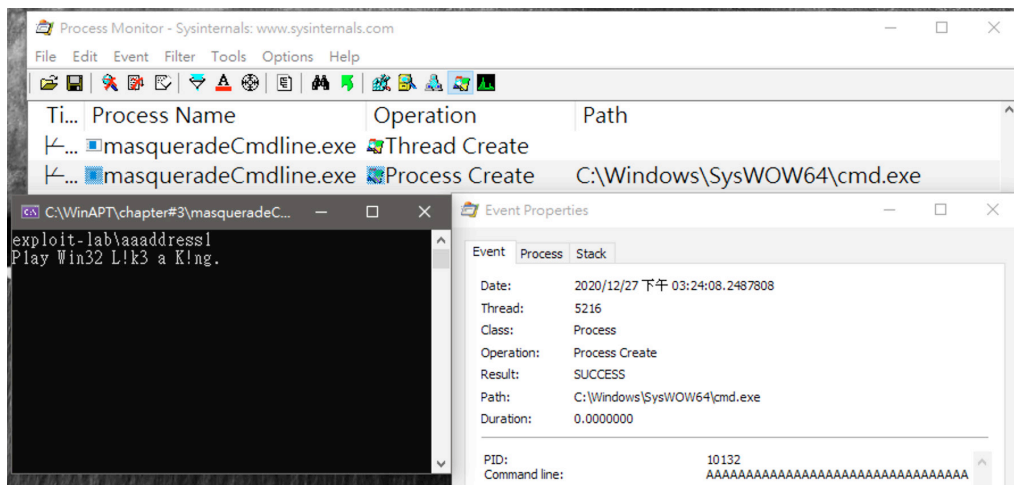 Process Monitor - Sysinternals: www.sysinternals.com
File Edit Event Filter Tools Options Help
Ti... Process Name Operation Path
masqueradeCmdline.exe Thread Create
masqueradeCmdline.exe Process Create C:\Windows\SysWOW64\cmd.exe
C:\WinAPT\chapter#3\masqueradeC...
exploit-lab\aaaddress1
Play Win32 L!k3 a K!ng.
Event Properties
Event Process Stack
Date: 2020/12/27 下午 03:24:08.2487808
Thread: 5216
Class: Process
Operation: Process Create
Result: SUCCESS
Path: C:\Windows\SysWOW64\cmd.exe
Duration: 0.0000000
PID: 10132
Command line: AAAAAAAAAAAAAAAAAAAAAAAAAAAAAAAAAA